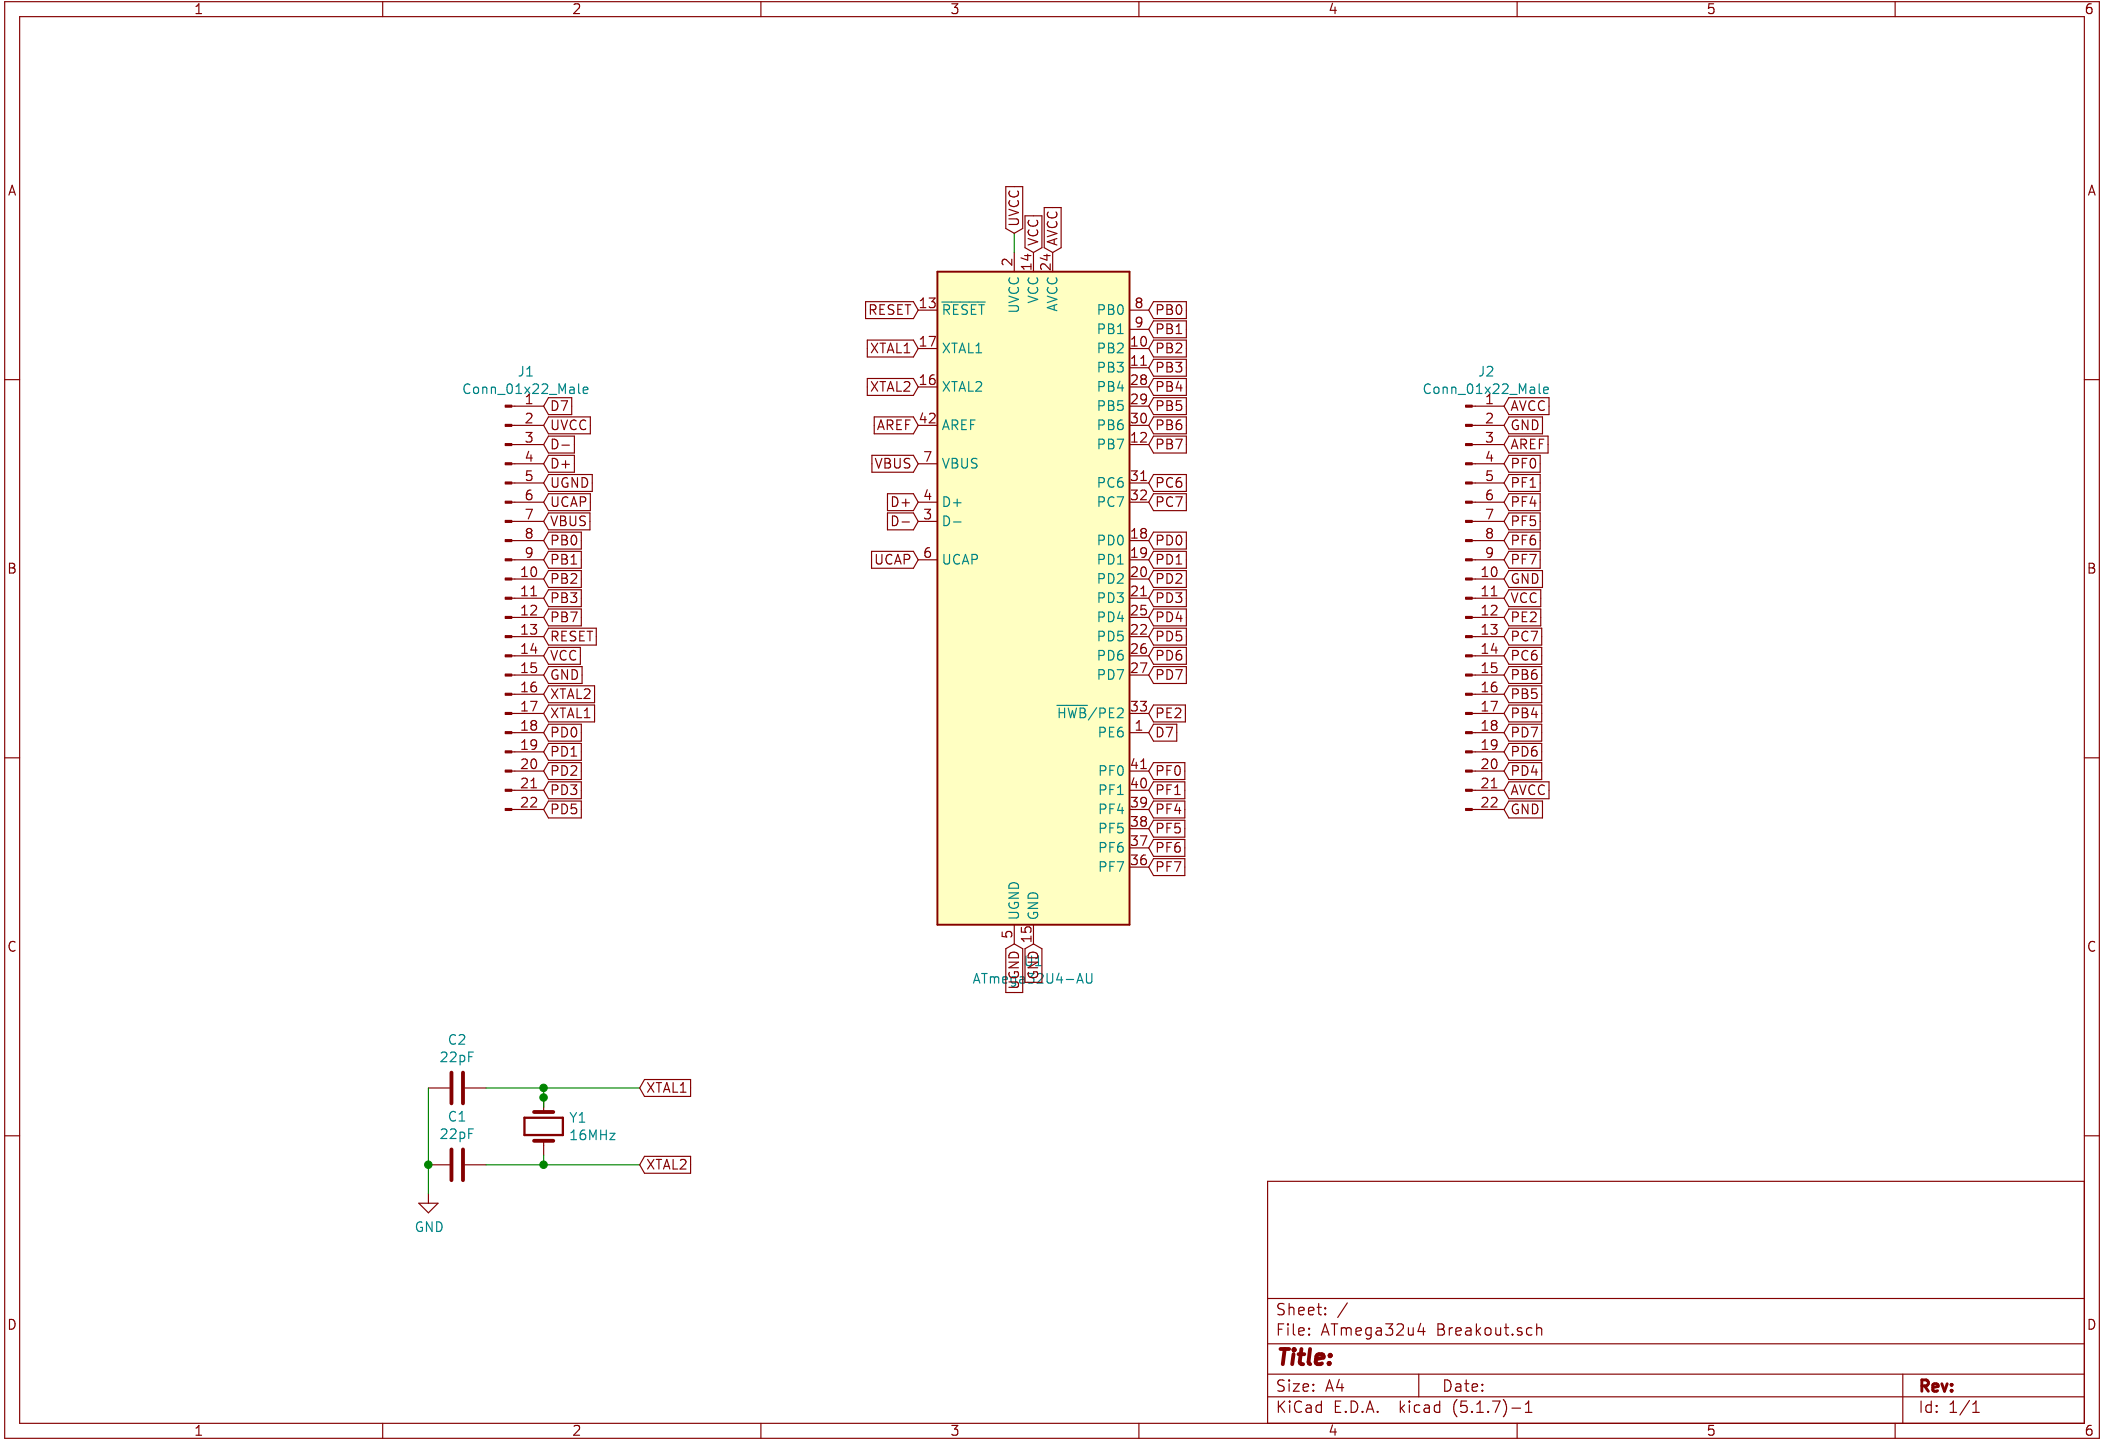 1 2 3 4 5 6
A A
B B
C C
D D
UVCC
VCC
AVCC
2
14
24
UVCC
VCC
AVCC
RESET 13 RESET
XTAL1 17 XTAL1
XTAL2 16 XTAL2
AREF 42 AREF
VBUS 7 VBUS
D+ 4 D+
D- 3 D-
UCAP 6 UCAP
PB0 8 PB0
PB1 9 PB1
PB2 10 PB2
PB3 11 PB3
PB4 28 PB4
PB5 29 PB5
PB6 30 PB6
PB7 12 PB7
PC6 31 PC6
PC7 32 PC7
PD0 18 PD0
PD1 19 PD1
PD2 20 PD2
PD3 21 PD3
PD4 25 PD4
PD5 22 PD5
PD6 26 PD6
PD7 27 PD7
HWB/PE2 33 PE2
PE6 1 D7
PF0 41 PF0
PF1 40 PF1
PF4 39 PF4
PF5 38 PF5
PF6 37 PF6
PF7 36 PF7
UGND
GND
5
15
UGND
GND
U1
ATmega32U4-AU
J1
Conn_01x22_Male
1 D7
2 UVCC
3 D-
4 D+
5 UGND
6 UCAP
7 VBUS
8 PB0
9 PB1
10 PB2
11 PB3
12 PB7
13 RESET
14 VCC
15 GND
16 XTAL2
17 XTAL1
18 PD0
19 PD1
20 PD2
21 PD3
22 PD5
J2
Conn_01x22_Male
1 AVCC
2 GND
3 AREF
4 PF0
5 PF1
6 PF4
7 PF5
8 PF6
9 PF7
10 GND
11 VCC
12 PE2
13 PC7
14 PC6
15 PB6
16 PB5
17 PB4
18 PD7
19 PD6
20 PD4
21 AVCC
22 GND
C2
22pF
XTAL1
C1
22pF
Y1
16MHz
XTAL2
GND
Sheet: /
File: ATmega32u4 Breakout.sch
Title:
Size: A4 Date: Rev:
KiCad E.D.A. kicad (5.1.7)-1 Id: 1/1
1 2 3 4 5 6